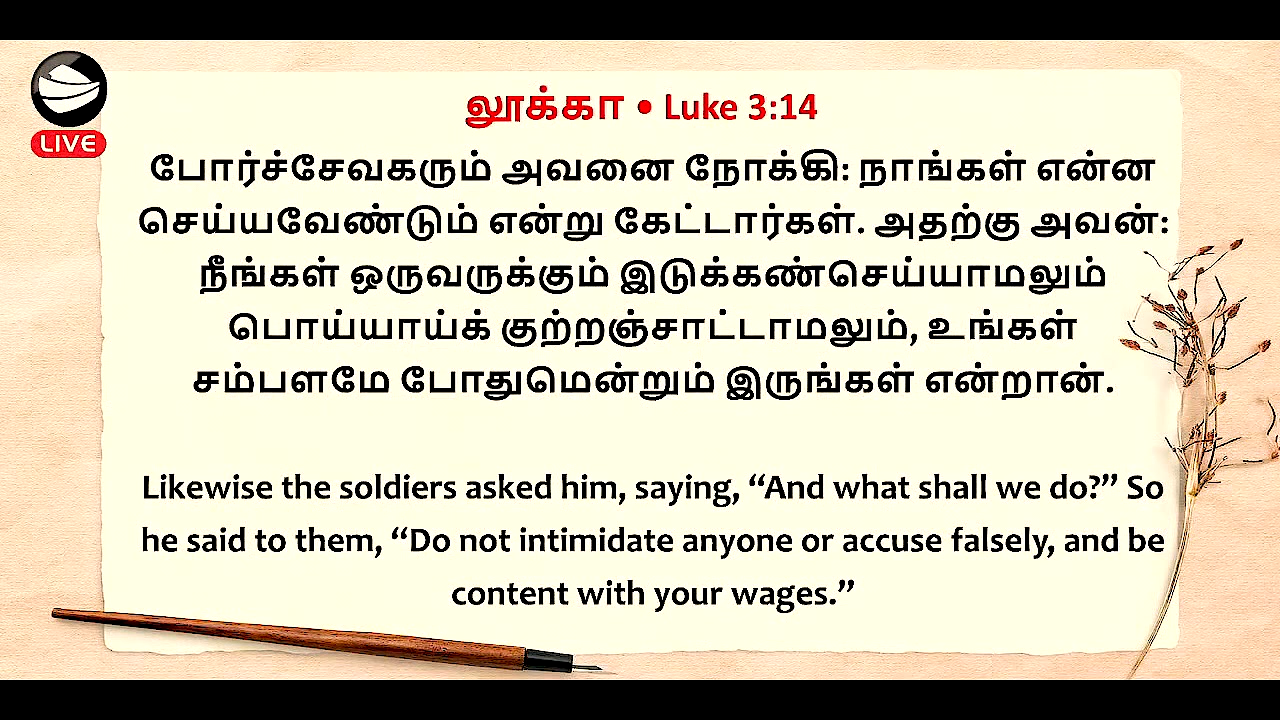 LIVE
லூக்கா • Luke 3:14
போர்ச்சேவகரும் அவனை நோக்கி: நாங்கள் என்ன
செய்யவேண்டும் என்று கேட்டார்கள். அதற்கு அவன்:
நீங்கள் ஒருவருக்கும் இடுக்கண்செய்யாமலும்
பொய்யாய்க் குற்றஞ்சாட்டாமலும், உங்கள்
சம்பளமே போதுமென்றும் இருங்கள் என்றான்.
Likewise the soldiers asked him, saying, “And what shall we do?” So
he said to them, “Do not intimidate anyone or accuse falsely, and be
content with your wages.”